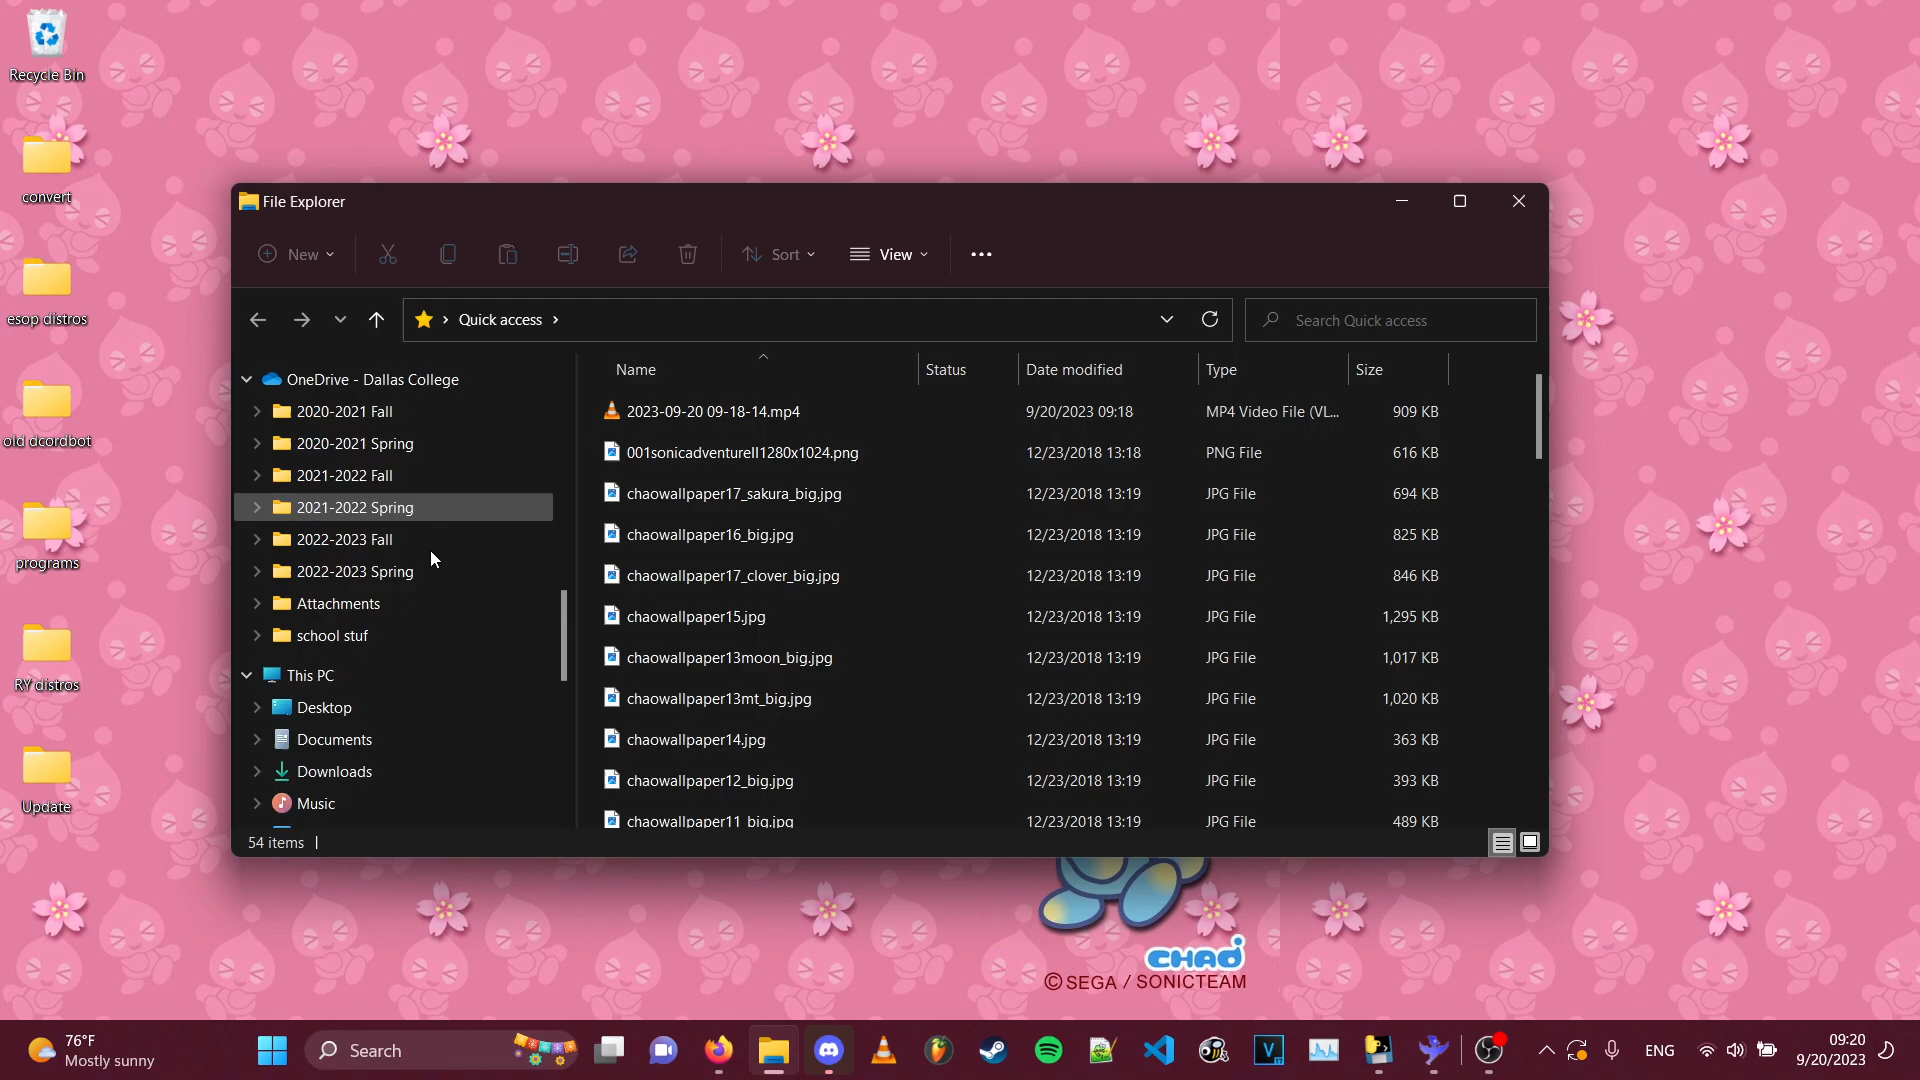 Recycle Bin
convert
esop distros
old dcordbot
programs
RY distros
Update
File Explorer
New
Sort
View
Quick access
Search Quick access
OneDrive - Dallas College
2020-2021 Fall
2020-2021 Spring
2021-2022 Fall
2021-2022 Spring
2022-2023 Fall
2022-2023 Spring
Attachments
school stuf
This PC
Desktop
Documents
Downloads
Music
Name Status Date modified Type Size
2023-09-20 09-18-14.mp4 9/20/2023 09:18 MP4 Video File (VL... 909 KB
001sonicadventureII1280x1024.png 12/23/2018 13:18 PNG File 616 KB
chaowallpaper17_sakura_big.jpg 12/23/2018 13:19 JPG File 694 KB
chaowallpaper16_big.jpg 12/23/2018 13:19 JPG File 825 KB
chaowallpaper17_clover_big.jpg 12/23/2018 13:19 JPG File 846 KB
chaowallpaper15.jpg 12/23/2018 13:19 JPG File 1,295 KB
chaowallpaper13moon_big.jpg 12/23/2018 13:19 JPG File 1,017 KB
chaowallpaper13mt_big.jpg 12/23/2018 13:19 JPG File 1,020 KB
chaowallpaper14.jpg 12/23/2018 13:19 JPG File 363 KB
chaowallpaper12_big.jpg 12/23/2018 13:19 JPG File 393 KB
chaowallpaper11_big.jpg 12/23/2018 13:19 JPG File 489 KB
54 items
CHAO
©SEGA / SONICTEAM
76°F
Mostly sunny
Search
ENG
09:20
9/20/2023